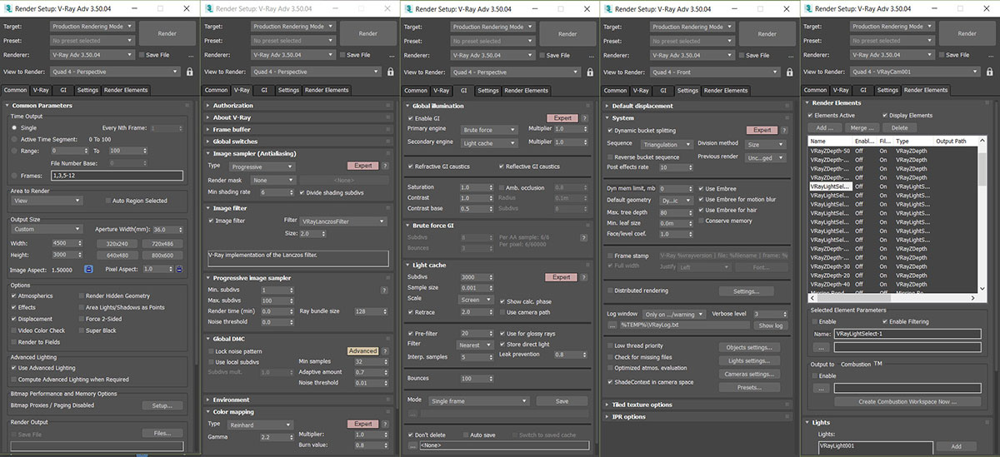 Render Setup: V-Ray Adv 3.50.04
Target: Production Rendering Mode
Render
Preset: No preset selected
Renderer: V-Ray Adv 3.50.04 Save File ...
View to Render: Quad 4 - Perspective
Common V-Ray GI Settings Render Elements
Common Parameters
Time Output
Single Every Nth Frame: 1
Active Time Segment: 0 To 100
Range: 0 To 100
File Number Base: 0
Frames: 1,3,5-12
Area to Render
View Auto Region Selected
Output Size
Custom Aperture Width(mm): 36.0
Width: 4500 320x240 720x486
Height: 3000 640x480 800x600
Image Aspect: 1.50000 Pixel Aspect: 1.0
Options
Atmospherics Render Hidden Geometry
Effects Area Lights/Shadows as Points
Displacement Force 2-Sided
Video Color Check Super Black
Render to Fields
Advanced Lighting
Use Advanced Lighting
Compute Advanced Lighting when Required
Bitmap Performance and Memory Options
Bitmap Proxies / Paging Disabled Setup...
Render Output
Save File Files...
Render Setup: V-Ray Adv 3.50.04
Target: Production Rendering Mode
Render
Preset: No preset selected
Renderer: V-Ray Adv 3.50.04 Save File ...
View to Render: Quad 4 - Perspective
Common V-Ray GI Settings Render Elements
Authorization
About V-Ray
Frame buffer
Global switches
Image sampler (Antialiasing)
Type Progressive Expert ?
Render mask None <None>
Min shading rate 6 Divide shading subdivs
Image filter
Image filter Filter VRayLanczosFilter
Size: 2.0
V-Ray implementation of the Lanczos filter.
Progressive image sampler
Min. subdivs 1 ?
Max. subdivs 100
Render time (min) 0.0 Ray bundle size 128
Noise threshold 0.0
Global DMC
Lock noise pattern Advanced ?
Use local subdivs Min samples 32
Subdivs mult. 1.0 Adaptive amount 0.7
Noise threshold 0.01
Environment
Color mapping
Type Reinhard Expert ?
Gamma 2.2 Multiplier: 1.0
Burn value: 0.8
Render Setup: V-Ray Adv 3.50.04
Target: Production Rendering Mode
Render
Preset: No preset selected
Renderer: V-Ray Adv 3.50.04 Save File ...
View to Render: Quad 4 - Perspective
Common V-Ray GI Settings Render Elements
Global illumination
Enable GI Expert ?
Primary engine Brute force Multiplier 1.0
Secondary engine Light cache Multiplier 1.0
Refractive GI caustics Reflective GI caustics
Saturation 1.0 Amb. occlusion 0.8
Contrast 1.0 Radius 0.1m
Contrast base 0.5 Subdivs 8
Brute force GI
Subdivs 8 Per AA sample: 6/8 ?
Bounces 3 Per pixel: 6/60000
Light cache
Subdivs 3000 Expert ?
Sample size 0.001
Scale Screen Show calc. phase
Retrace 2.0 Use camera path
Pre-filter 20 Use for glossy rays
Filter Nearest Store direct light
Interp. samples 5 Leak prevention 0.8
Bounces 100
Mode Single frame Save
...
Don't delete Auto save Switch to saved cache
... <None>
Render Setup: V-Ray Adv 3.50.04
Target: Production Rendering Mode
Render
Preset: No preset selected
Renderer: V-Ray Adv 3.50.04 Save File ...
View to Render: Quad 4 - Front
Common V-Ray GI Settings Render Elements
Default displacement
System
Dynamic bucket splitting Expert ?
Sequence Triangulation Division method Size
Reverse bucket sequence Previous render Unc...ged
Post effects rate 10
Dyn mem limit, mb 0 Use Embree
Default geometry Dy...ic Use Embree for motion blur
Max. tree depth 80 Use Embree for hair
Min. leaf size 0.0m Conserve memory
Face/level coef. 1.0
Frame stamp V-Ray %vrayversion | file: %filename | frame: %
Full width Justify Left Font...
Distributed rendering Settings...
Log window Only on .../warning Verbose level 3
... %TEMP%\VRayLog.txt Show log
Low thread priority Objects settings...
Check for missing files Lights settings...
Optimized atmos. evaluation Cameras settings...
ShadeContext in camera space Presets...
Tiled texture options
IPR options
Render Setup: V-Ray Adv 3.50.04
Target: Production Rendering Mode
Render
Preset: No preset selected
Renderer: V-Ray Adv 3.50.04 Save File ...
View to Render: Quad 4 - VRayCam001
Common V-Ray GI Settings Render Elements
Render Elements
Elements Active Display Elements
Add ... Merge ... Delete
Name Enabl... Fil... Type Output Path
VRayZDepth-50 Off On VRayZDepth
VRayZDepth-... Off On VRayZDepth
VRayZDepth-... Off On VRayZDepth
VRayZDepth-... Off On VRayZDepth
VRayLightSel... Off On VRayLightS...
VRayLightSel... Off On VRayLightS...
VRayLightSel... Off On VRayLightS...
VRayLightSel... Off On VRayLightS...
VRayLightSel... Off On VRayLightS...
VRayLightSel... Off On VRayLightS...
VRayLightSel... Off On VRayLightS...
VRayZDepth-... Off On VRayZDepth
VRayZDepth-... Off On VRayZDepth
VRayZDepth-30 Off On VRayZDepth
VRayZDepth-20 Off On VRayZDepth
VRayZDepth-40 Off On VRayZDepth
Selected Element Parameters
Enable Enable Filtering
Name: VRayLightSelect-1
...
Output to Combustion TM
Enable
...
Create Combustion Workspace Now ...
Lights
Lights:
VRayLight001 Add